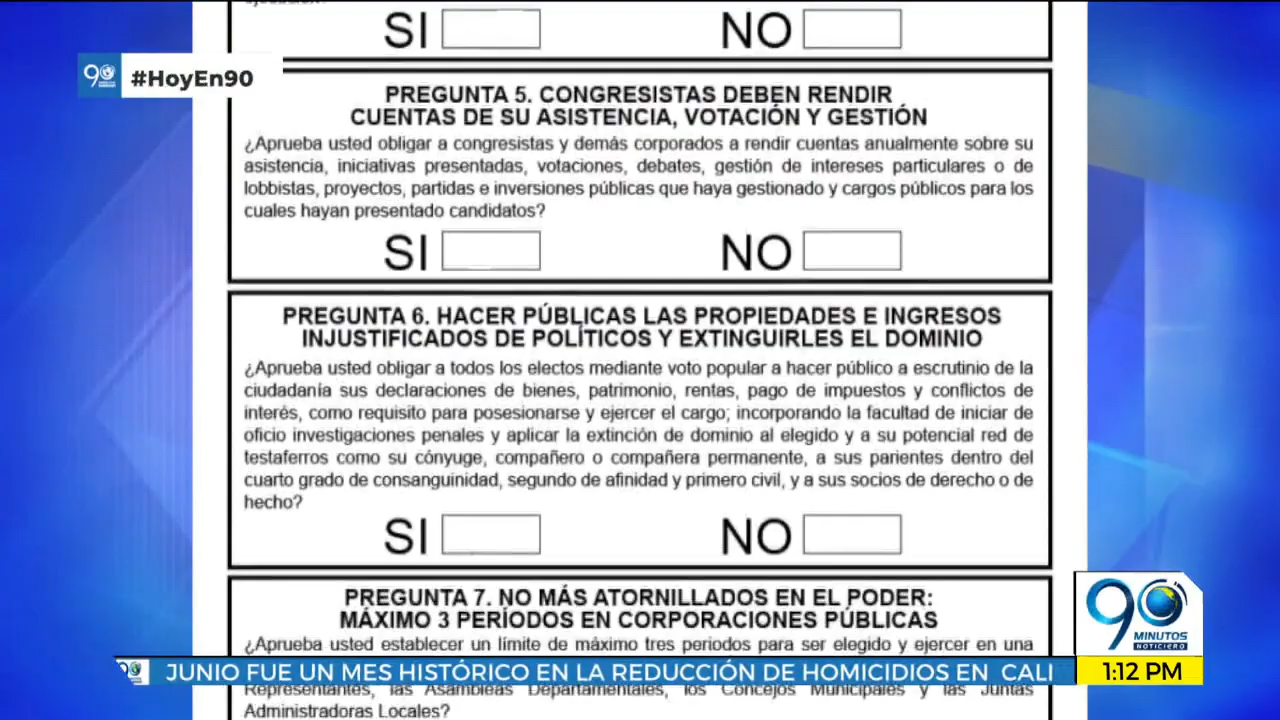 SI NO
90 #HoyEn90
PREGUNTA 5. CONGRESISTAS DEBEN RENDIR
CUENTAS DE SU ASISTENCIA, VOTACIÓN Y GESTIÓN
¿Aprueba usted obligar a congresistas y demás corporados a rendir cuentas anualmente sobre su
asistencia, iniciativas presentadas, votaciones, debates, gestión de intereses particulares o de
lobbistas, proyectos, partidas e inversiones públicas que haya gestionado y cargos públicos para los
cuales hayan presentado candidatos?
SI NO
PREGUNTA 6. HACER PÚBLICAS LAS PROPIEDADES E INGRESOS
INJUSTIFICADOS DE POLÍTICOS Y EXTINGUIRLES EL DOMINIO
¿Aprueba usted obligar a todos los electos mediante voto popular a hacer público a escrutinio de la
ciudadanía sus declaraciones de bienes, patrimonio, rentas, pago de impuestos y conflictos de
interés, como requisito para posesionarse y ejercer el cargo; incorporando la facultad de iniciar de
oficio investigaciones penales y aplicar la extinción de dominio al elegido y a su potencial red de
testaferros como su cónyuge, compañero o compañera permanente, a sus parientes dentro del
cuarto grado de consanguinidad, segundo de afinidad y primero civil, y a sus socios de derecho o de
hecho?
SI NO
PREGUNTA 7. NO MÁS ATORNILLADOS EN EL PODER:
MÁXIMO 3 PERÍODOS EN CORPORACIONES PÚBLICAS
¿Aprueba usted establecer un límite de máximo tres periodos para ser elegido y ejercer en una
Representantes, las Asambleas Departamentales, los Concejos Municipales y las Juntas
Administradoras Locales?
90
MINUTOS
NOTICIERO
JUNIO FUE UN MES HISTÓRICO EN LA REDUCCIÓN DE HOMICIDIOS EN CALI
1:12 PM